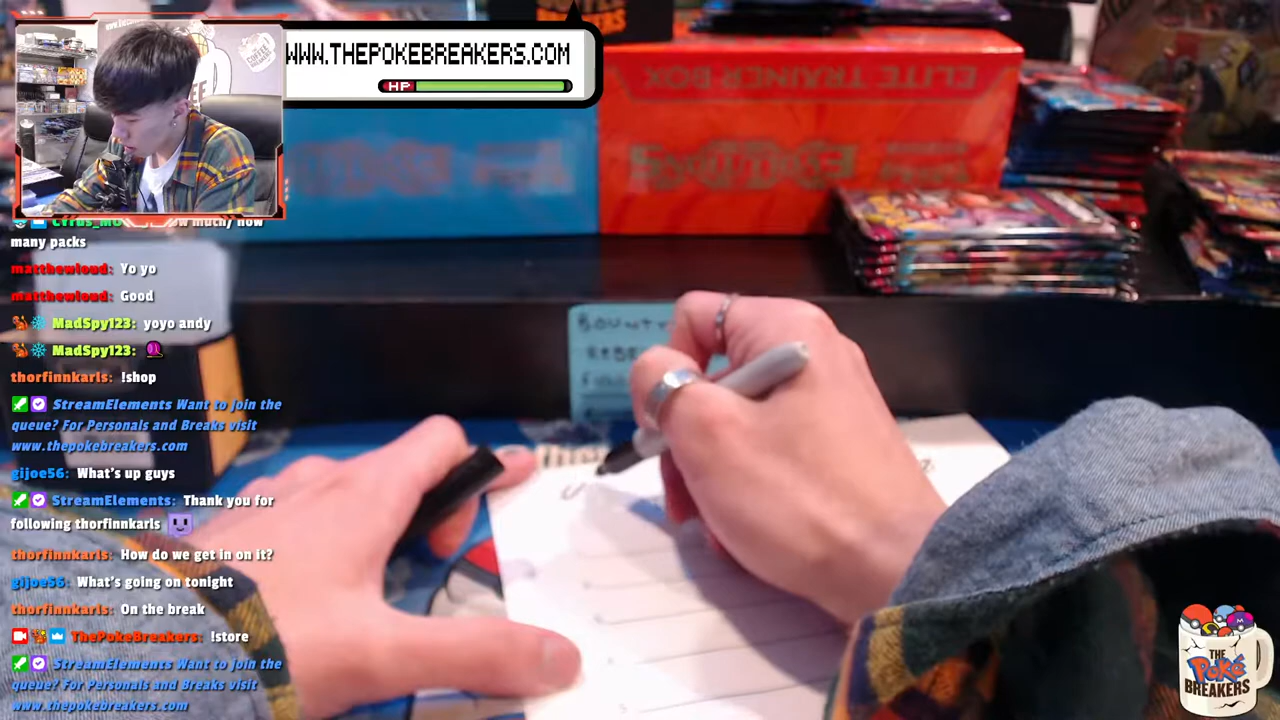 WWW.THEPOKEBREAKERS.COM
HP
COFFEE
BREAKERS
ELITE TRAINER BOX
many packs
matthewloud: Yo yo
matthewloud: Good
MadSpy123: yoyo andy
MadSpy123:
thorfinnkarls: !shop
StreamElements Want to join the
queue? For Personals and Breaks visit
www.thepokebreakers.com
gijoe56: What's up guys
StreamElements: Thank you for
following thorfinnkarls
thorfinnkarls: How do we get in on it?
gijoe56: What's going on tonight
thorfinnkarls: On the break
ThePokeBreakers: !store
StreamElements Want to join the
queue? For Personals and Breaks visit
www.thepokebreakers.com
BOUNTY
THE
Poké
BREAKERS